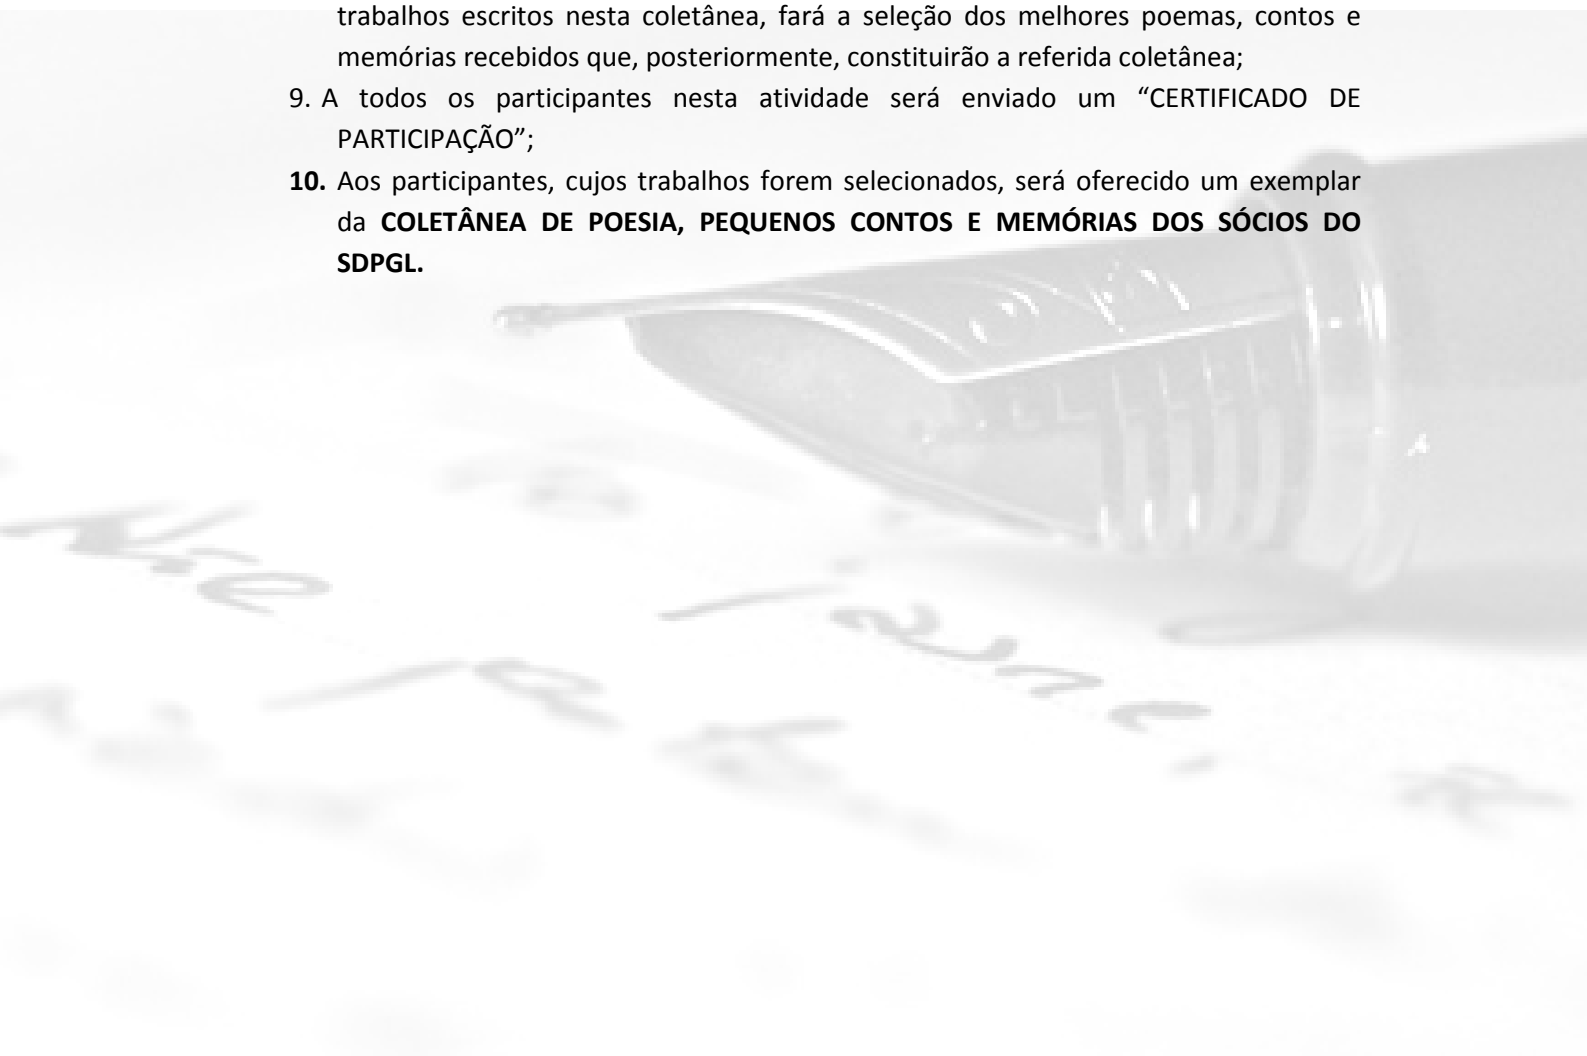 trabalhos escritos nesta coletânea, fará a seleção dos melhores poemas, contos e
memórias recebidos que, posteriormente, constituirão a referida coletânea;
9. A todos os participantes nesta atividade será enviado um “CERTIFICADO DE
PARTICIPAÇÃO”;
10. Aos participantes, cujos trabalhos forem selecionados, será oferecido um exemplar
da COLETÂNEA DE POESIA, PEQUENOS CONTOS E MEMÓRIAS DOS SÓCIOS DO
SDPGL.